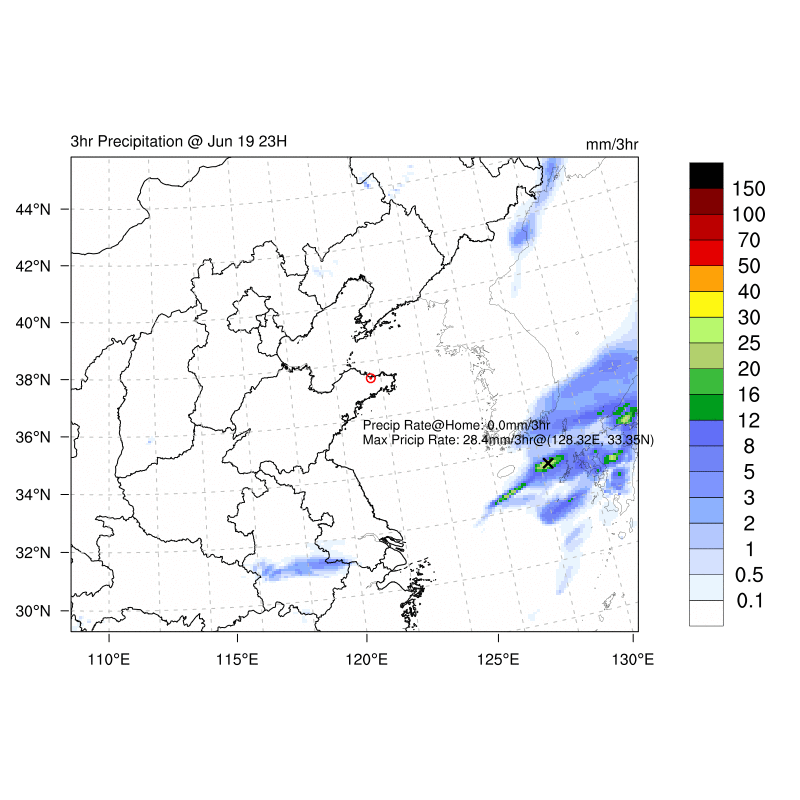 3hr Precipitation @ Jun 19 23H
mm/3hr
44°N
42°N
40°N
38°N
36°N
34°N
32°N
30°N
Precip Rate@Home: 0.0mm/3hr
Max Pricip Rate: 28.4mm/3hr@(128.32E, 33.35N)
110°E
115°E
120°E
125°E
130°E
150
100
70
50
40
30
25
20
16
12
8
5
3
2
1
0.5
0.1